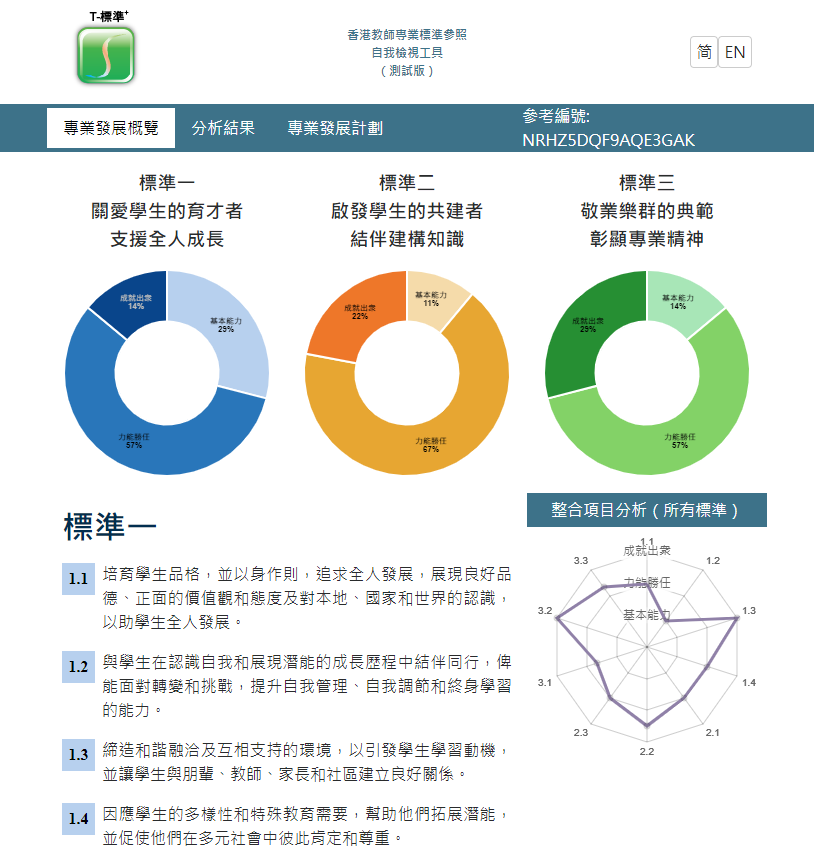 T-標準+
香港教師專業標準參照
自我檢視工具
（測試版）
简
EN
專業發展概覽
分析結果
專業發展計劃
參考編號:
NRHZ5DQF9AQE3GAK
標準一
關愛學生的育才者
支援全人成長
標準二
啟發學生的共建者
結伴建構知識
標準三
敬業樂群的典範
彰顯專業精神
成就出衆
14%
基本能力
29%
力能勝任
57%
成就出衆
22%
基本能力
11%
力能勝任
67%
成就出衆
29%
基本能力
14%
力能勝任
57%
標準一
1.1
培育學生品格，並以身作則，追求全人發展，展現良好品
德、正面的價值觀和態度及對本地、國家和世界的認識，
以助學生全人發展。
1.2
與學生在認識自我和展現潛能的成長歷程中結伴同行，俾
能面對轉變和挑戰，提升自我管理、自我調節和終身學習
的能力。
1.3
締造和諧融洽及互相支持的環境，以引發學生學習動機，
並讓學生與朋輩、教師、家長和社區建立良好關係。
1.4
因應學生的多樣性和特殊教育需要，幫助他們拓展潛能，
並促使他們在多元社會中彼此肯定和尊重。
整合項目分析（所有標準）
1.1
成就出衆
力能勝任
基本能力
1.2
1.3
1.4
2.1
2.2
2.3
3.1
3.2
3.3